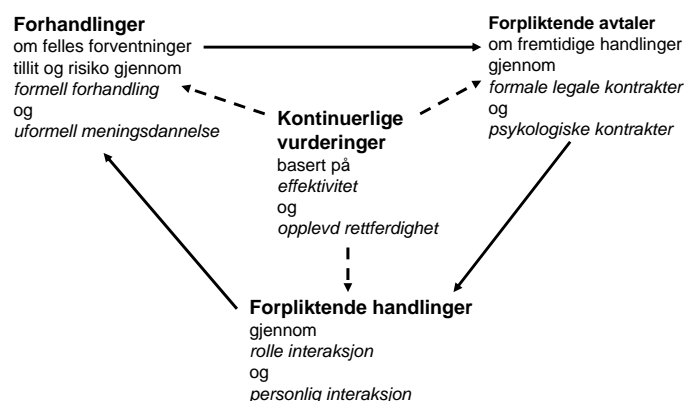 Forhandlinger
om felles forventninger
tillit og risiko gjennom
formell forhandling
og
uformell meningsdannelse
Forpliktende avtaler
om fremtidige handlinger
gjennom
formale legale kontrakter
og
psykologiske kontrakter
Kontinuerlige
vurderinger
basert på
effektivitet
og
opplevd rettferdighet
Forpliktende handlinger
gjennom
rolle interaksjon
og
personlig interaksjon